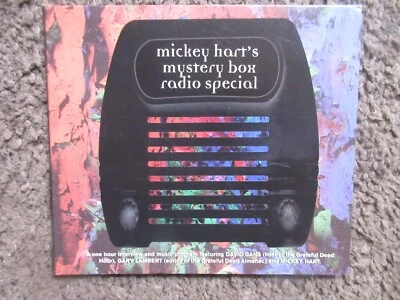 mickey hart's
mystery box
radio special
a one hour interview and music program featuring DAVID GANS (host of the Grateful Dead
Hour), GARY LAMBERT (editor of the Grateful Dead Almanac) and MICKEY HART.